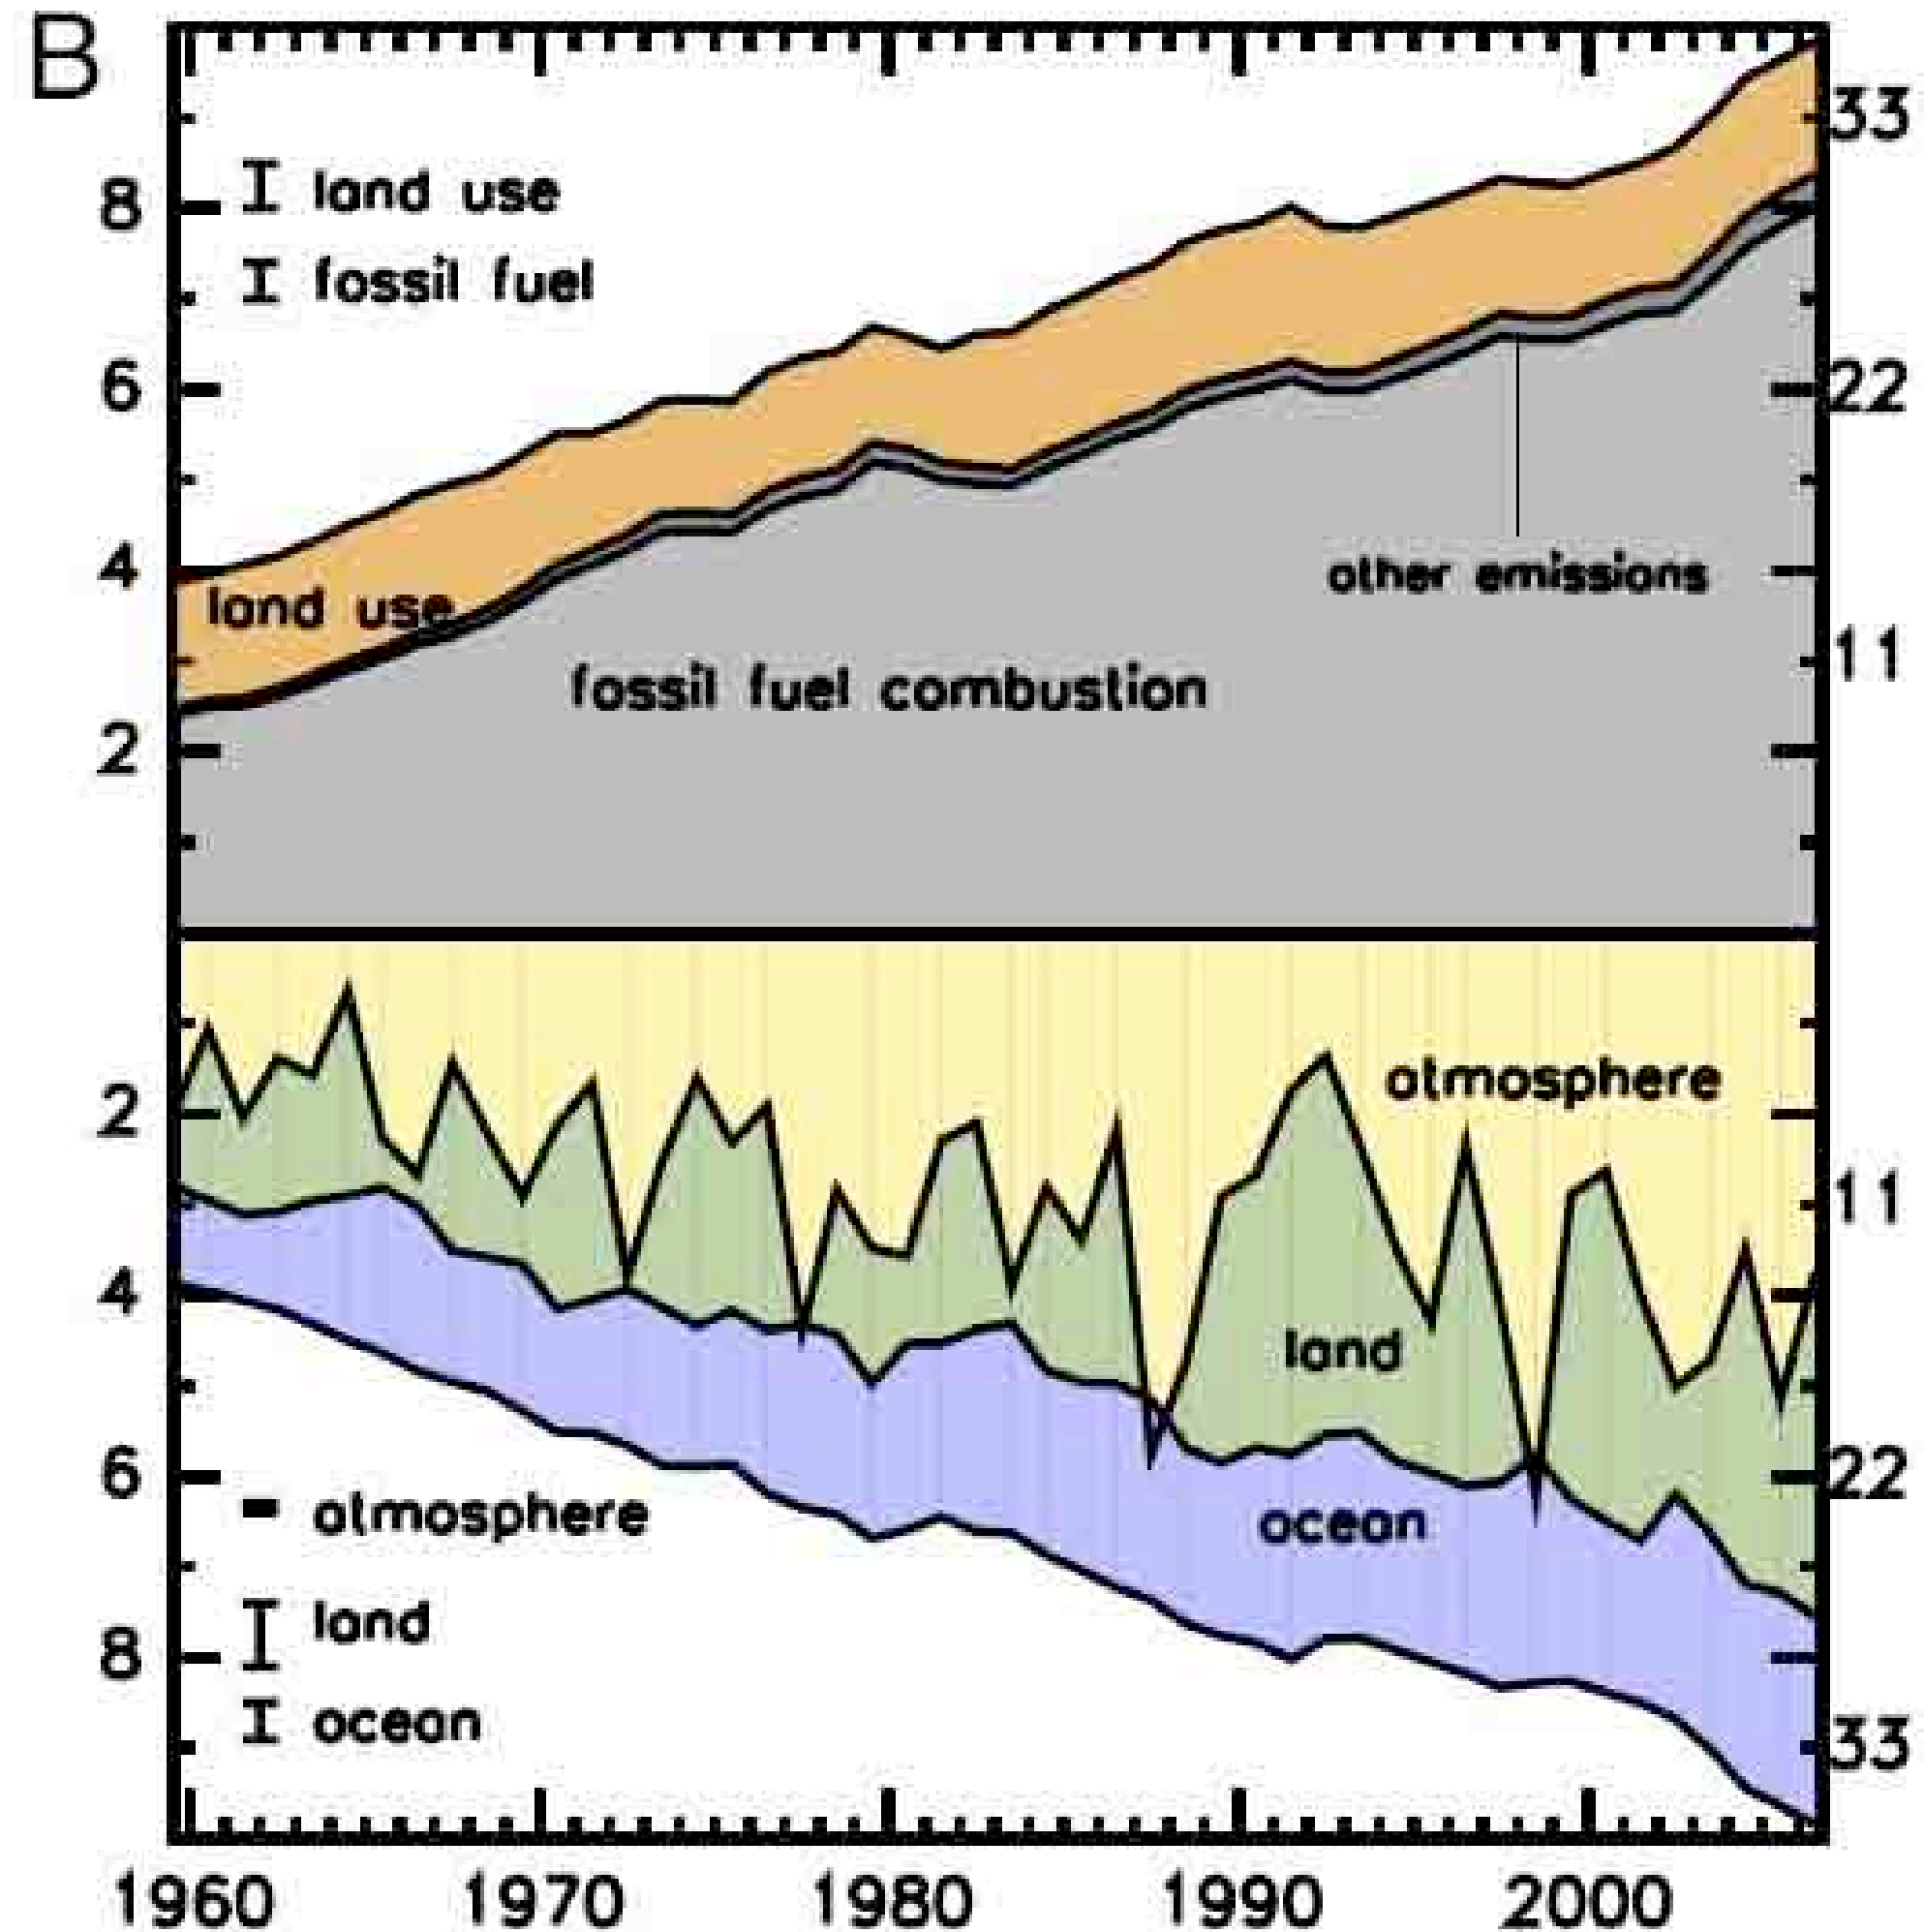 B
33
8
land use
fossil fuel
6
22
4
other emissions
land use
11
fossil fuel combustion
2
atmosphere
2
11
4
land
6
22
ocean
atmosphere
land
8
ocean
33
1960 1970 1980 1990 2000